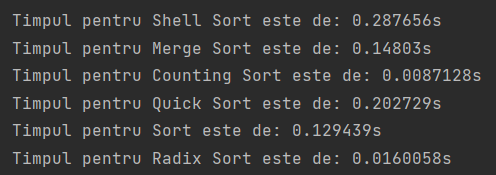 Timpul pentru Shell Sort este de: 0.287656s
Timpul pentru Merge Sort este de: 0.14803s
Timpul pentru Counting Sort este de: 0.0087128s
Timpul pentru Quick Sort este de: 0.202729s
Timpul pentru Sort este de: 0.129439s
Timpul pentru Radix Sort este de: 0.0160058s